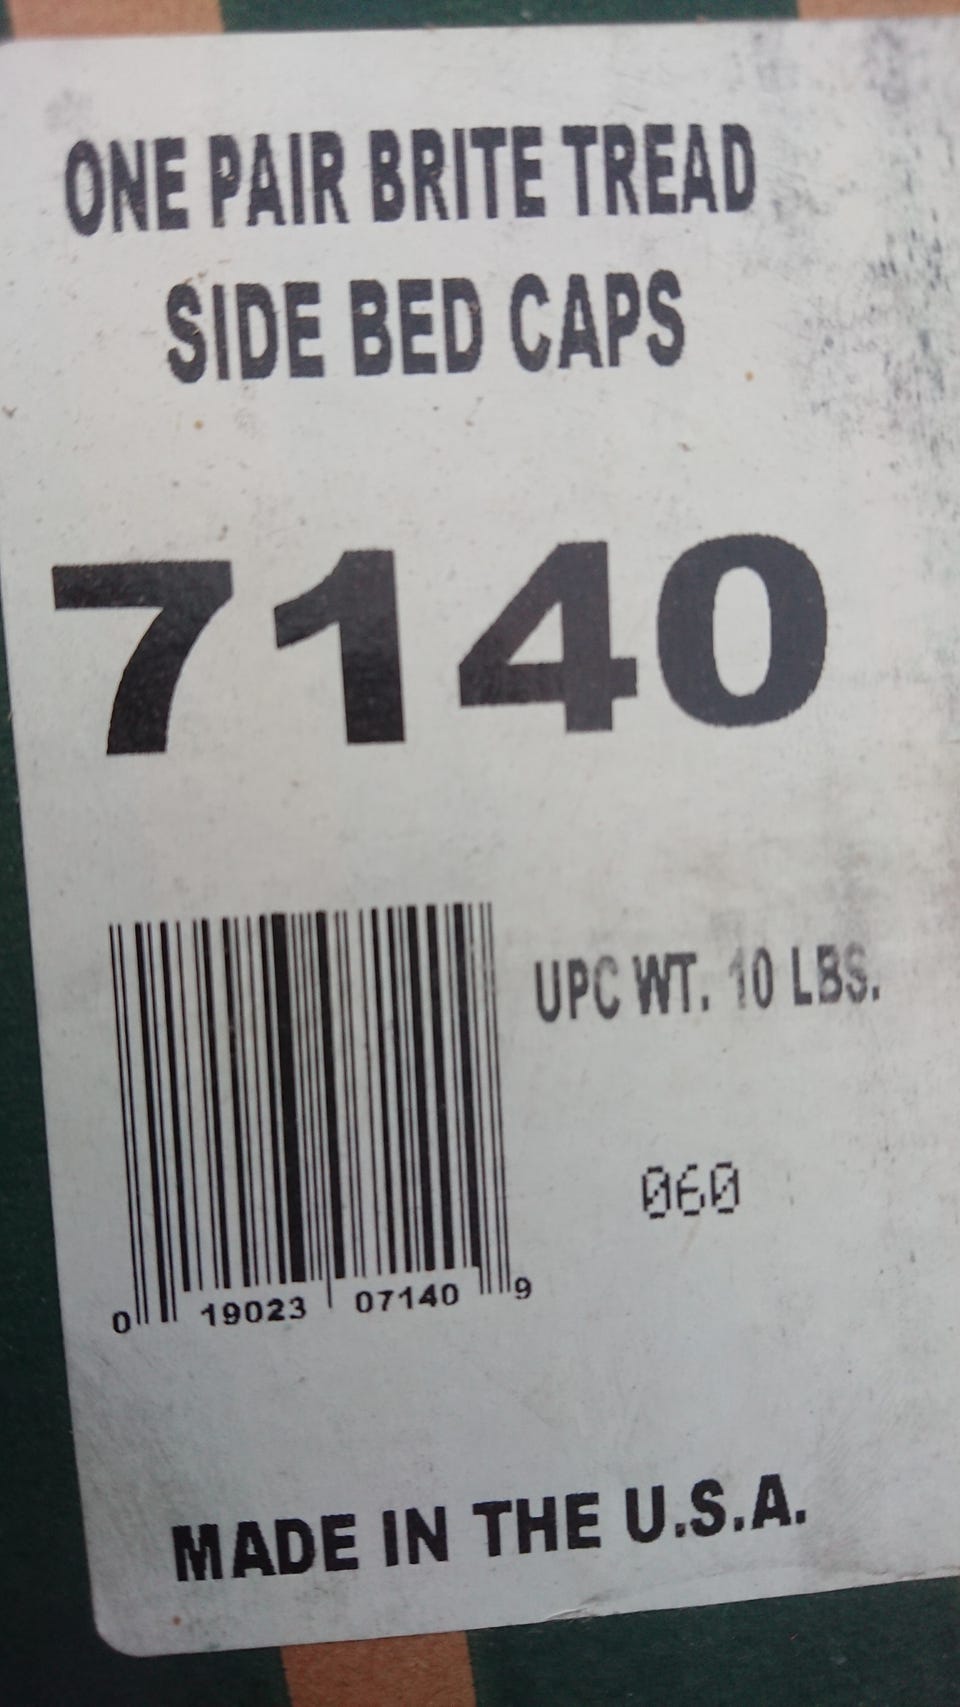 ONE PAIR BRITE TREAD
SIDE BED CAPS
7140
UPC WT. 10 LBS.
060
0 19023 07140 9
MADE IN THE U.S.A.